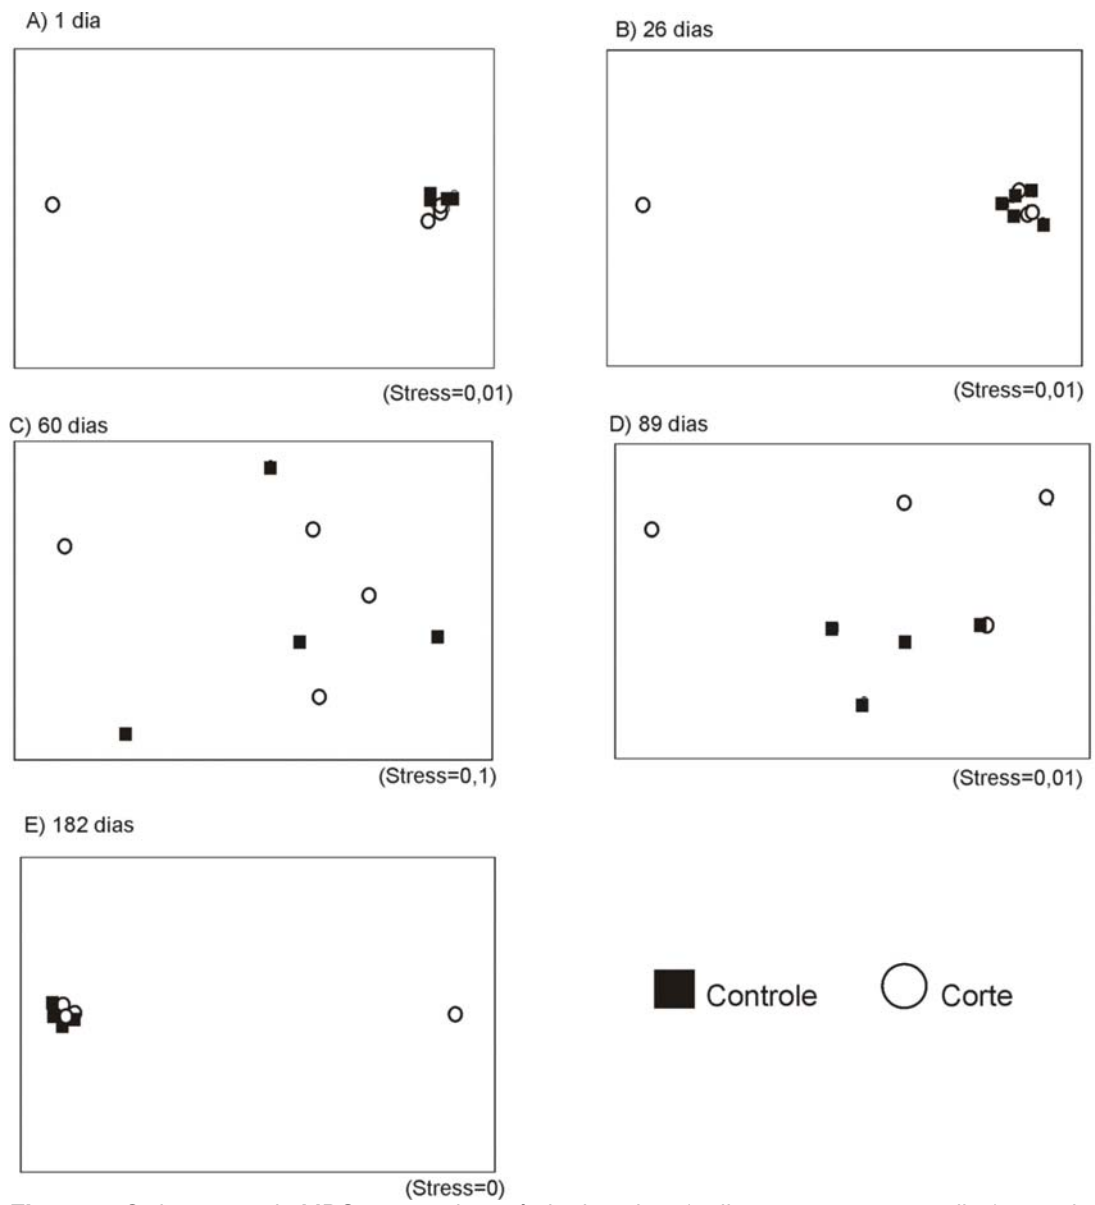 A) 1 dia
B) 26 dias
(Stress=0,01)
(Stress=0,01)
C) 60 dias
D) 89 dias
(Stress=0,1)
(Stress=0,01)
E) 182 dias
Controle
Corte
(Stress=0)